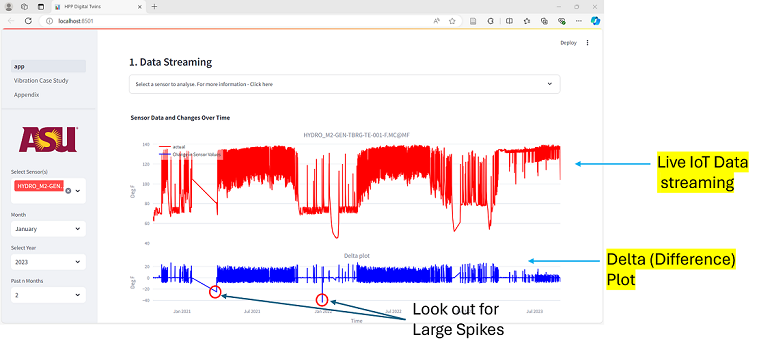 HPP Digital Twins
localhost:8501
Deploy
app
Vibration Case Study
Appendix
ASU
Select Sensor(s)
HYDRO_M2-GEN...
Month
January
Select Year
2023
Past n Months
2
1. Data Streaming
Select a sensor to analyse. For more information - Click here
Sensor Data and Changes Over Time
HYDRO_M2-GEN-TBRG-TE-001-F.MC@MF
actual
Change in Sensor Values
Deg F
140
120
100
80
60
40
Delta plot
Deg F
20
0
−20
−40
Jan 2021
Jul 2021
Jan 2022
Jul 2022
Jul 2023
Time
Live IoT Data
streaming
Delta (Difference)
Plot
Look out for
Large Spikes